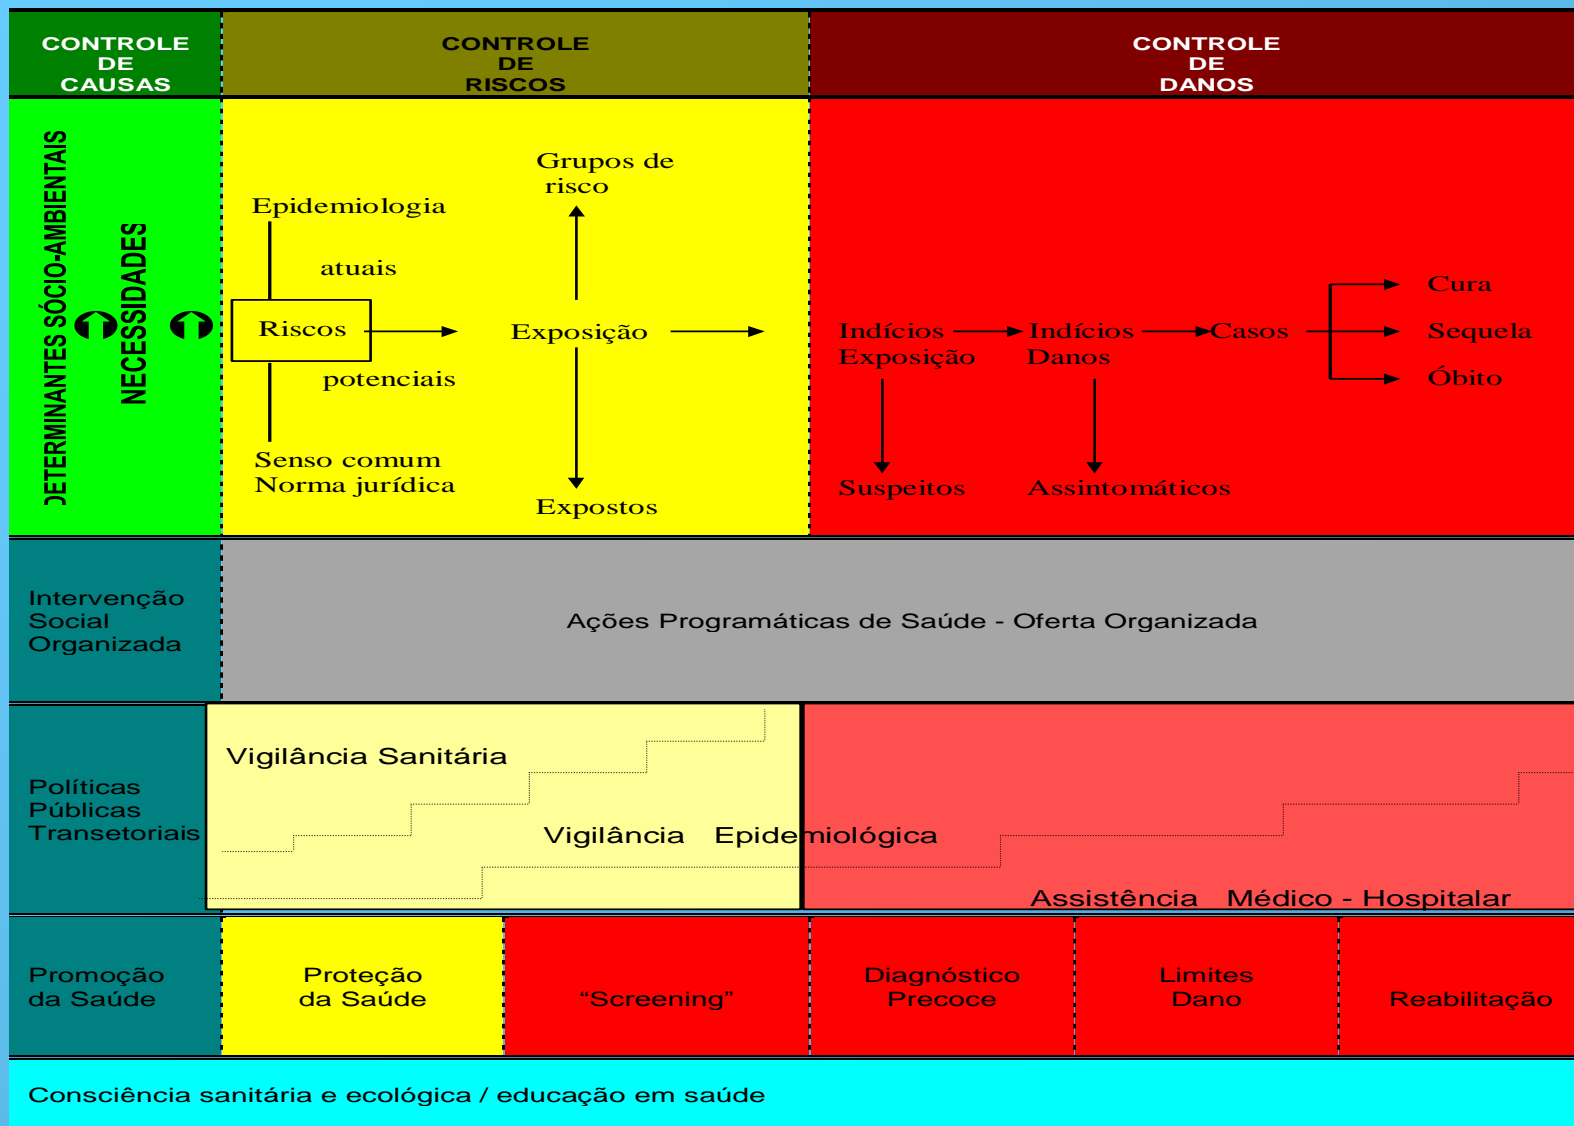 CONTROLE
DE
CAUSAS
CONTROLE
DE
RISCOS
CONTROLE
DE
DANOS
DETERMINANTES SÓCIO-AMBIENTAIS
NECESSIDADES
Epidemiologia
atuais
Riscos
potenciais
Senso comum
Norma jurídica
Grupos de
risco
Exposição
Expostos
Indícios
Exposição
Suspeitos
Indícios
Danos
Assintomáticos
Casos
Cura
Sequela
Óbito
Intervenção
Social
Organizada
Ações Programáticas de Saúde - Oferta Organizada
Políticas
Públicas
Transetoriais
Vigilância Sanitária
Vigilância Epidemiológica
Assistência Médico - Hospitalar
Promoção
da Saúde
Proteção
da Saúde
“Screening”
Diagnóstico
Precoce
Limites
Dano
Reabilitação
Consciência sanitária e ecológica / educação em saúde